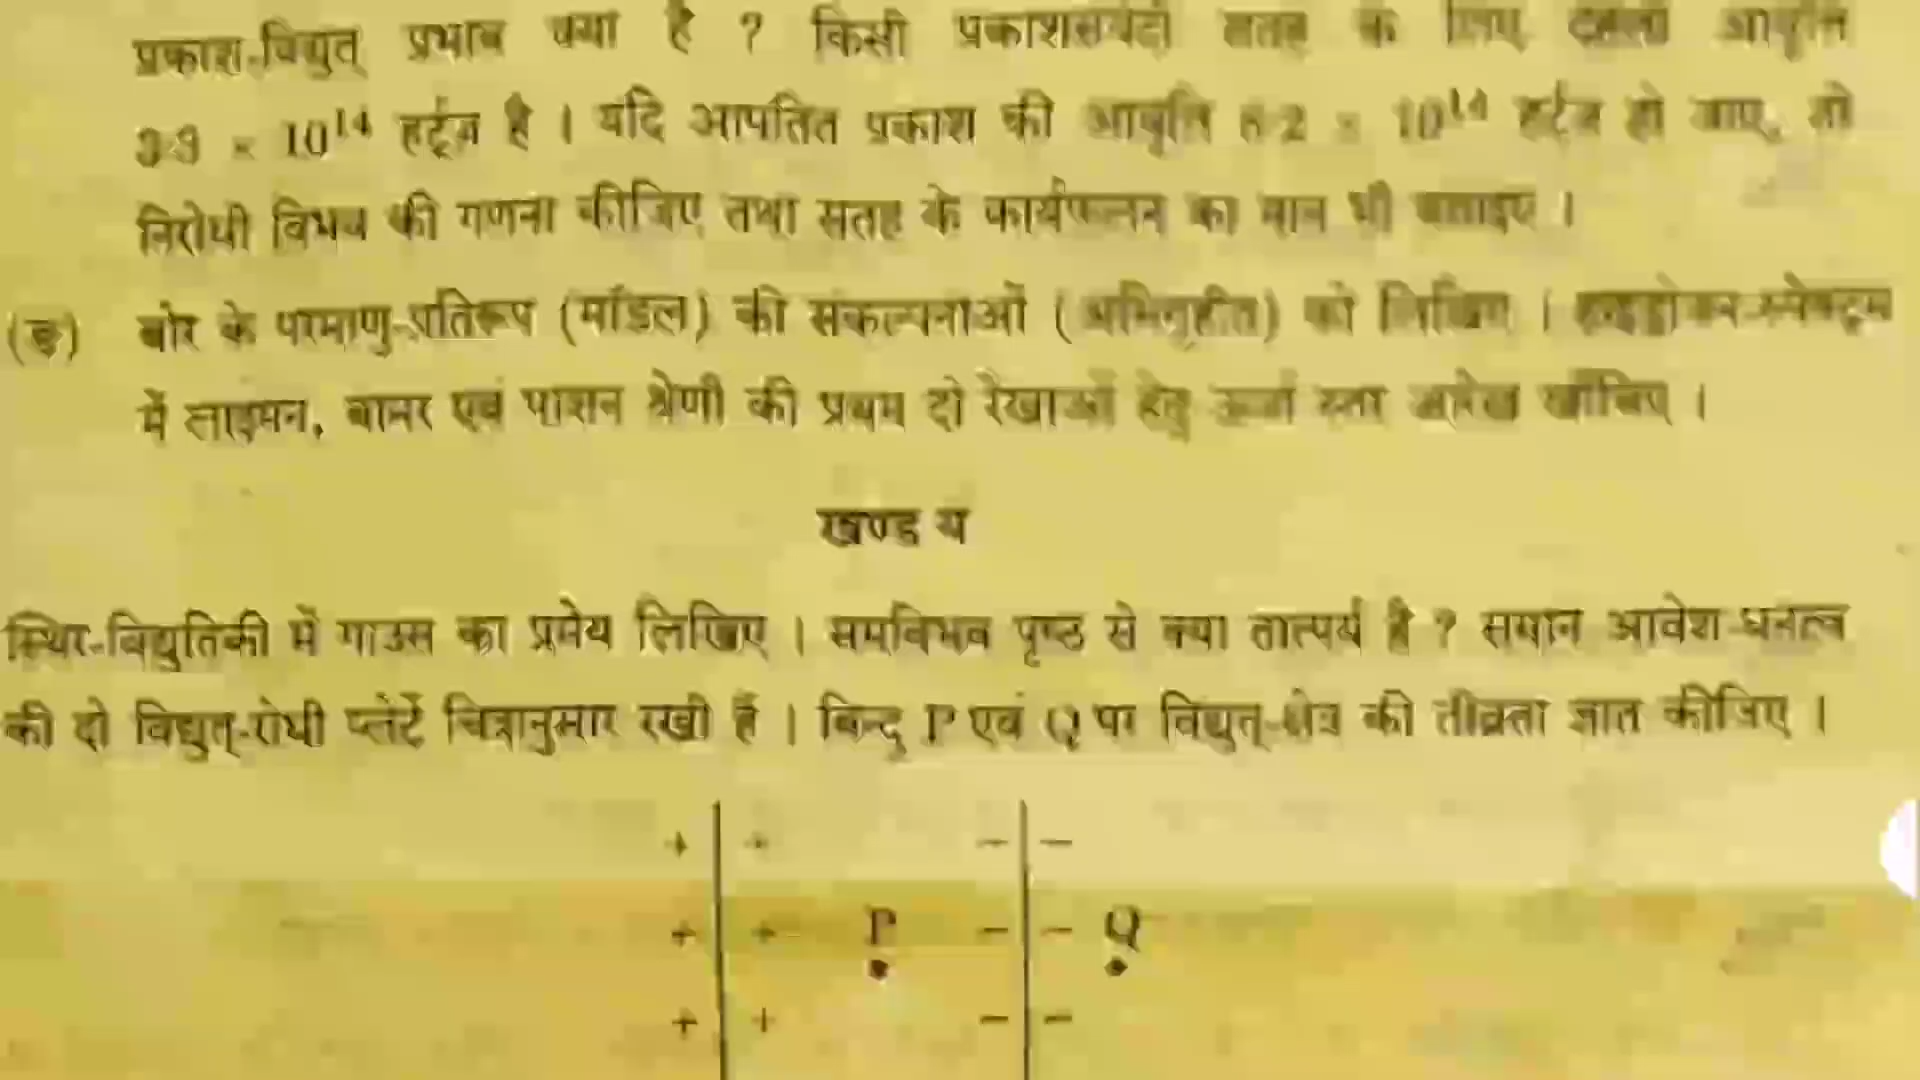 प्रकाश-विद्युत् प्रभाव क्या है ? किसी प्रकाशसंवेदी सतह के लिए देहली आवृत्ति
3·3 × 10¹⁴ हर्ट्ज़ है । यदि आपतित प्रकाश की आवृत्ति 8·2 × 10¹⁴ हर्ट्ज़ हो जाए, तो
निरोधी विभव की गणना कीजिए तथा सतह के कार्यफलन का मान भी बताइए ।
(ङ) बोर के परमाणु-प्रतिरूप (मॉडल) की संकल्पनाओं (अभिगृहीत) को लिखिए । हाइड्रोजन-स्पेक्ट्रम
में लाइमन, बामर एवं पाशन श्रेणी की प्रथम दो रेखाओं हेतु ऊर्जा स्तर आरेख खींचिए ।
खण्ड य
स्थिर-विद्युतिकी में गाउस का प्रमेय लिखिए । समविभव पृष्ठ से क्या तात्पर्य है ? समान आवेश-घनत्व
की दो विद्युत्-रोधी प्लेटें चित्रानुसार रखी हैं । बिन्दु P एवं Q पर विद्युत्-क्षेत्र की तीव्रता ज्ञात कीजिए ।
+ + − −
+ + P − − Q
+ + − −